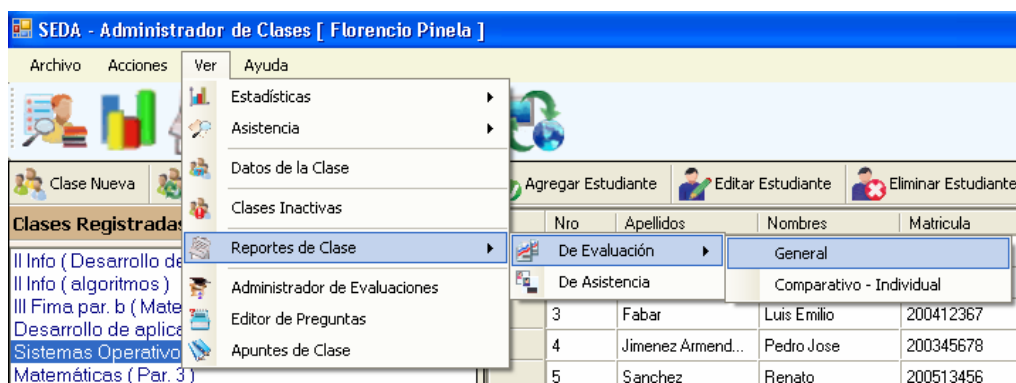 SEDA - Administrador de Clases [ Florencio Pinela ]
Archivo Acciones Ver Ayuda
Estadísticas
Asistencia
Datos de la Clase
Clases Inactivas
Reportes de Clase
Administrador de Evaluaciones
Editor de Preguntas
Apuntes de Clase
De Evaluación
De Asistencia
General
Comparativo - Individual
Clase Nueva
Agregar Estudiante Editar Estudiante Eliminar Estudiante
Clases Registradas
II Info ( Desarrollo de
II Info ( algoritmos )
III Fima par. b ( Mate
Desarrollo de aplica
Sistemas Operativo
Matemáticas ( Par. 3 )
Nro Apellidos Nombres Matricula
3 Fabar Luis Emilio 200412367
4 Jimenez Armend... Pedro Jose 200345678
5 Sanchez Renato 200513456